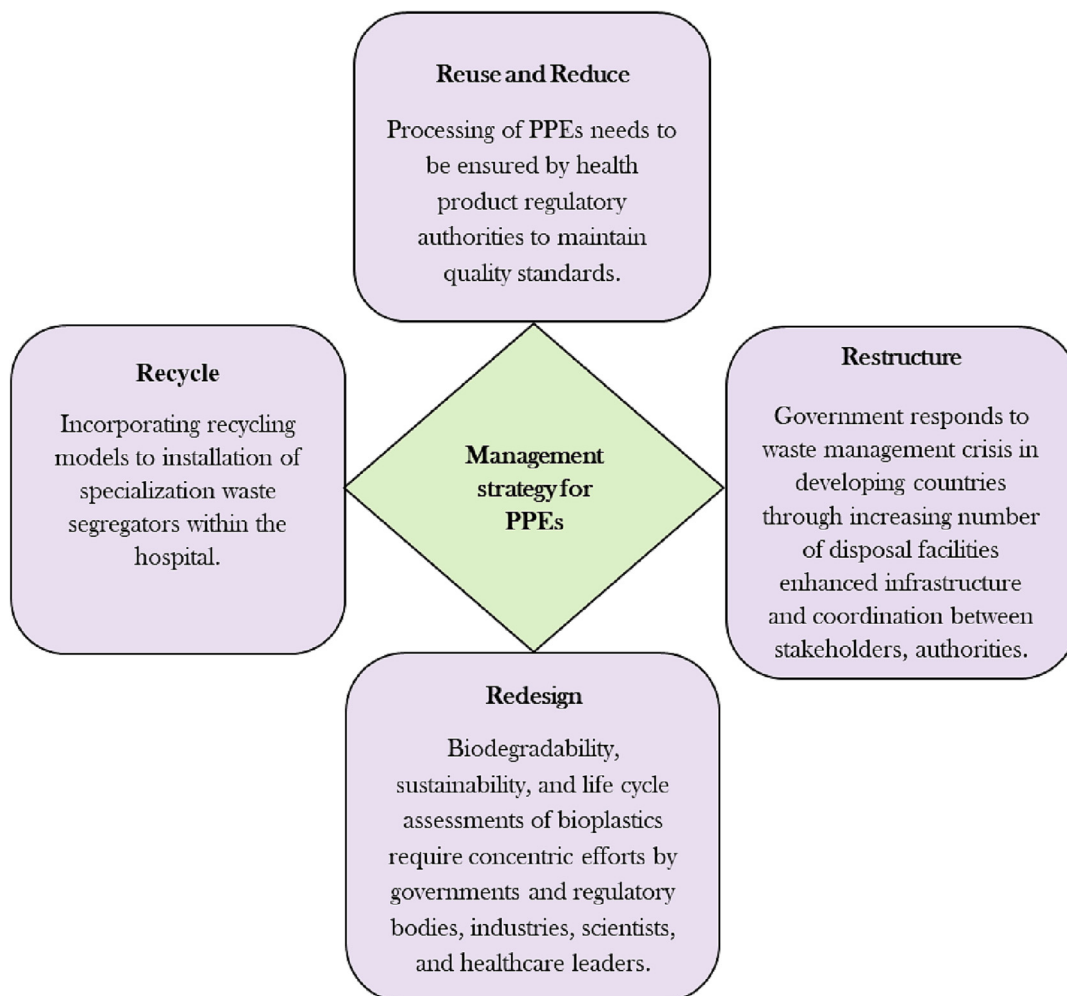 Reuse and Reduce
Processing of PPEs needs to
be ensured by health
product regulatory
authorities to maintain
quality standards.
Recycle
Incorporating recycling
models to installation of
specialization waste
segregators within the
hospital.
Management
strategy for
PPEs
Restructure
Government responds to
waste management crisis in
developing countries
through increasing number
of disposal facilities
enhanced infrastructure
and coordination between
stakeholders, authorities.
Redesign
Biodegradability,
sustainability, and life cycle
assessments of bioplastics
require concentric efforts by
governments and regulatory
bodies, industries, scientists,
and healthcare leaders.